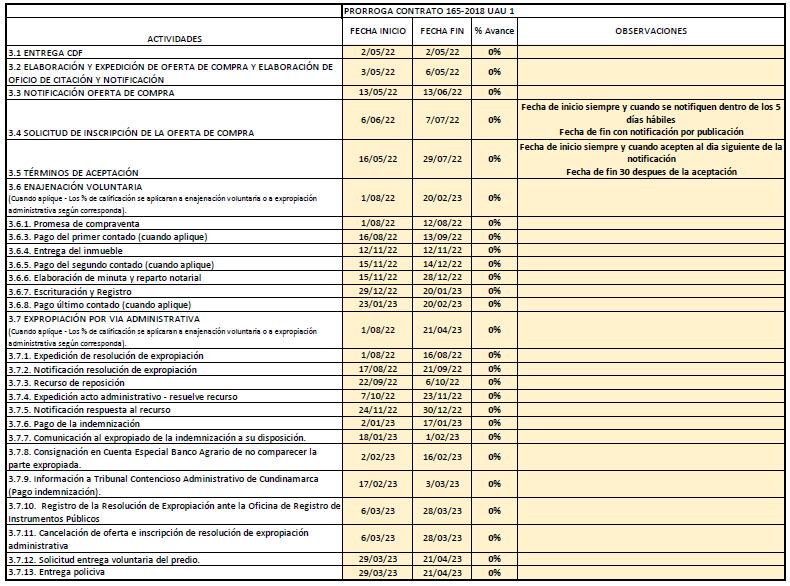 PRORROGA CONTRATO 165-2018 UAU 1
ACTIVIDADES FECHA INICIO FECHA FIN % Avance OBSERVACIONES
3.1 ENTREGA CDF 2/05/22 2/05/22 0%
3.2 ELABORACIÓN Y EXPEDICIÓN DE OFERTA DE COMPRA Y ELABORACIÓN DE
OFICIO DE CITACIÓN Y NOTIFICACIÓN 3/05/22 6/05/22 0%
3.3 NOTIFICACIÓN OFERTA DE COMPRA 13/05/22 13/06/22 0%
3.4 SOLICITUD DE INSCRIPCIÓN DE LA OFERTA DE COMPRA 6/06/22 7/07/22 0%
Fecha de inicio siempre y cuando se notifiquen dentro de los 5
días hábiles
Fecha de fin con notificación por publicación
3.5 TÉRMINOS DE ACEPTACIÓN 16/05/22 29/07/22 0%
Fecha de inicio siempre y cuando acepten al dia siguiente de la
notificación
Fecha de fin 30 despues de la aceptación
3.6 ENAJENACIÓN VOLUNTARIA
(Cuando aplique - Los % de calificación se aplicaran a enajenación voluntaria o a expropiación
administrativa según corresponda). 1/08/22 20/02/23 0%
3.6.1. Promesa de compraventa 1/08/22 12/08/22 0%
3.6.3. Pago del primer contado (cuando aplique) 16/08/22 13/09/22 0%
3.6.4. Entrega del inmueble 12/11/22 12/11/22 0%
3.6.5. Pago del segundo contado (cuando aplique) 15/11/22 14/12/22 0%
3.6.6. Elaboración de minuta y reparto notarial 15/11/22 28/12/22 0%
3.6.7. Escrituración y Registro 29/12/22 20/01/23 0%
3.6.8. Pago último contado (cuando aplique) 23/01/23 20/02/23 0%
3.7 EXPROPIACIÓN POR VIA ADMINISTRATIVA
(Cuando aplique - Los % de calificación se aplicaran a enajenación voluntaria o a expropiación
administrativa según corresponda). 1/08/22 21/04/23 0%
3.7.1. Expedición de resolución de expropiación 1/08/22 16/08/22 0%
3.7.2. Notificación resolución de expropiación 17/08/22 21/09/22 0%
3.7.3. Recurso de reposición 22/09/22 6/10/22 0%
3.7.4. Expedición acto administrativo - resuelve recurso 7/10/22 23/11/22 0%
3.7.5. Notificación respuesta al recurso 24/11/22 30/12/22 0%
3.7.6. Pago de la indemnización 2/01/23 17/01/23 0%
3.7.7. Comunicación al expropiado de la indemnización a su disposición. 18/01/23 1/02/23 0%
3.7.8. Consignación en Cuenta Especial Banco Agrario de no comparecer la
parte expropiada. 2/02/23 16/02/23 0%
3.7.9. Información a Tribunal Contencioso Administrativo de Cundinamarca
(Pago indemnización). 17/02/23 3/03/23 0%
3.7.10. Registro de la Resolución de Expropiación ante la Oficina de Registro de
Instrumentos Públicos 6/03/23 28/03/23 0%
3.7.11. Cancelación de oferta e inscripción de resolución de expropiación
administrativa 6/03/23 28/03/23 0%
3.7.12. Solicitud entrega voluntaria del predio. 29/03/23 21/04/23 0%
3.7.13. Entrega policiva 29/03/23 21/04/23 0%